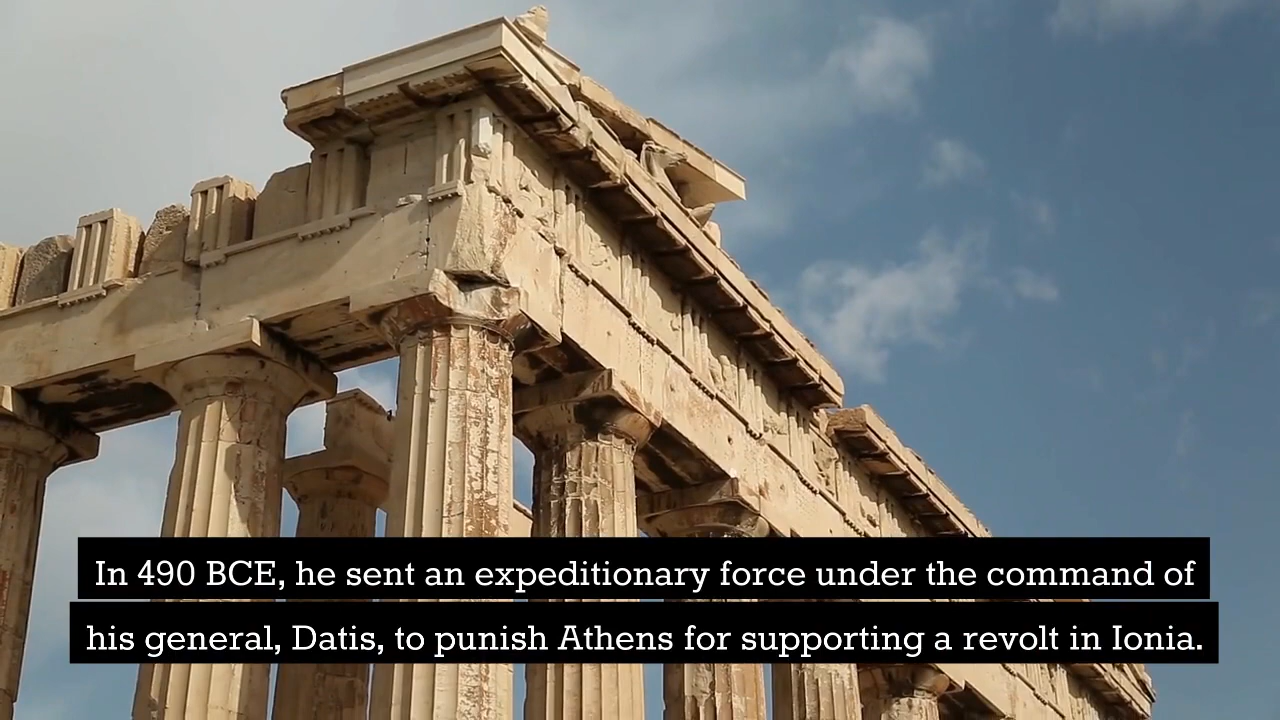 In 490 BCE, he sent an expeditionary force under the command of
his general, Datis, to punish Athens for supporting a revolt in Ionia.